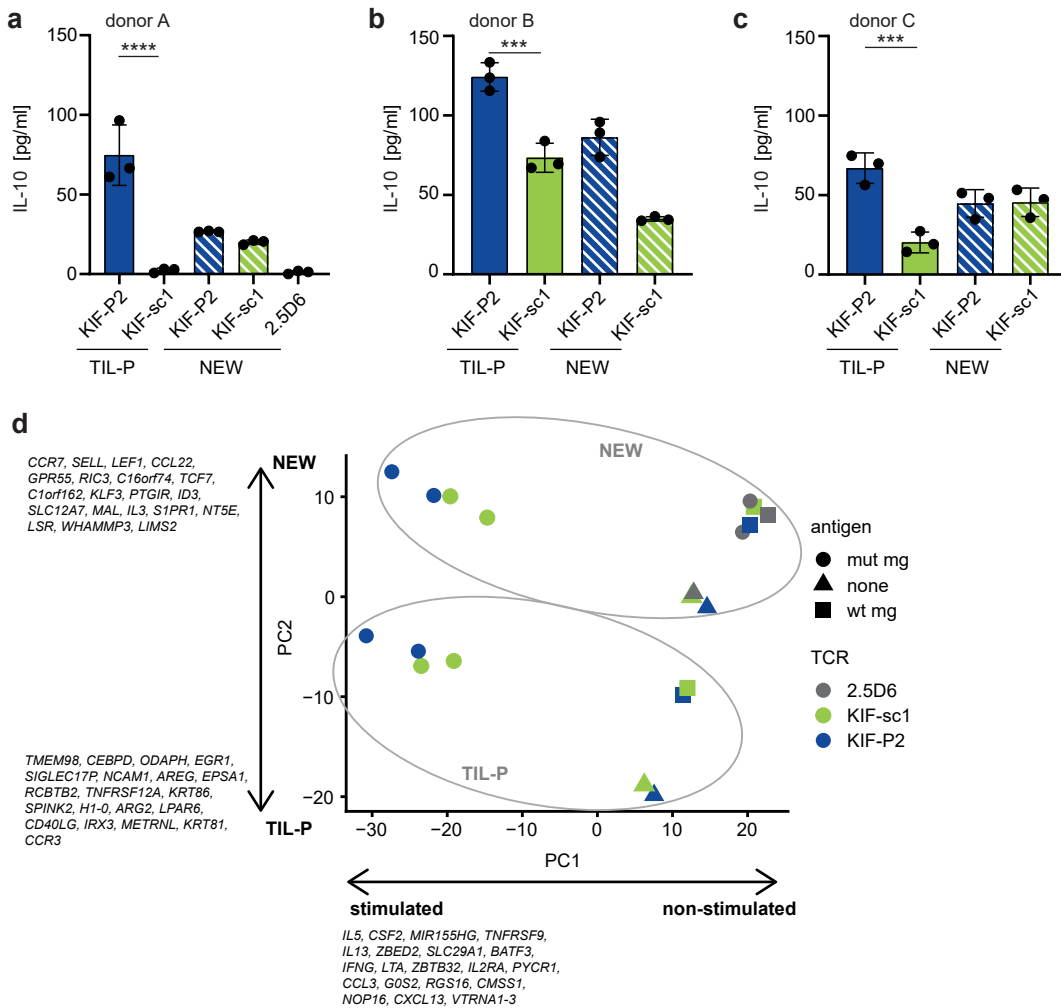 a
donor A
IL-10 [pg/ml]
150
100
50
0
****
KIF-P2
KIF-sc1
KIF-P2
KIF-sc1
2.5D6
TIL-P
NEW
b
donor B
IL-10 [pg/ml]
150
100
50
0
***
KIF-P2
KIF-sc1
KIF-P2
KIF-sc1
TIL-P
NEW
c
donor C
IL-10 [pg/ml]
150
100
50
0
***
KIF-P2
KIF-sc1
KIF-P2
KIF-sc1
TIL-P
NEW
d
CCR7, SELL, LEF1, CCL22,
GPR55, RIC3, C16orf74, TCF7,
C1orf162, KLF3, PTGIR, ID3,
SLC12A7, MAL, IL3, S1PR1, NT5E,
LSR, WHAMMP3, LIMS2
TMEM98, CEBPD, ODAPH, EGR1,
SIGLEC17P, NCAM1, AREG, EPSA1,
RCBTB2, TNFRSF12A, KRT86,
SPINK2, H1-0, ARG2, LPAR6,
CD40LG, IRX3, METRNL, KRT81,
CCR3
NEW
TIL-P
PC2
10
0
−10
−20
NEW
TIL-P
−30
−20
−10
0
10
20
PC1
stimulated
non-stimulated
IL5, CSF2, MIR155HG, TNFRSF9,
IL13, ZBED2, SLC29A1, BATF3,
IFNG, LTA, ZBTB32, IL2RA, PYCR1,
CCL3, G0S2, RGS16, CMSS1,
NOP16, CXCL13, VTRNA1-3
antigen
mut mg
none
wt mg
TCR
2.5D6
KIF-sc1
KIF-P2